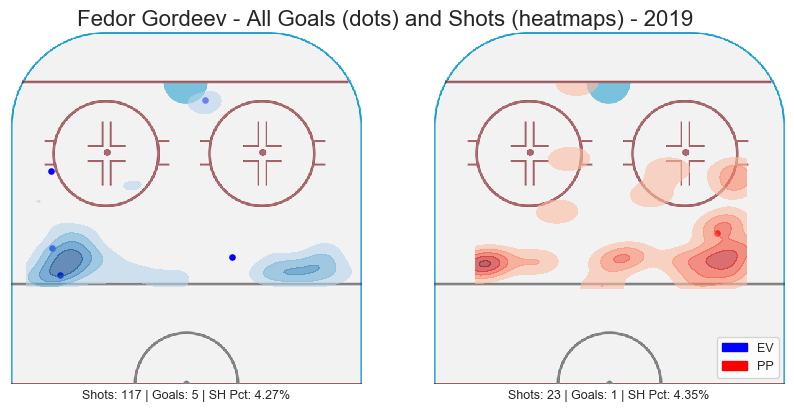 Fedor Gordeev - All Goals (dots) and Shots (heatmaps) - 2019
EV
PP
Shots: 117 | Goals: 5 | SH Pct: 4.27%
Shots: 23 | Goals: 1 | SH Pct: 4.35%